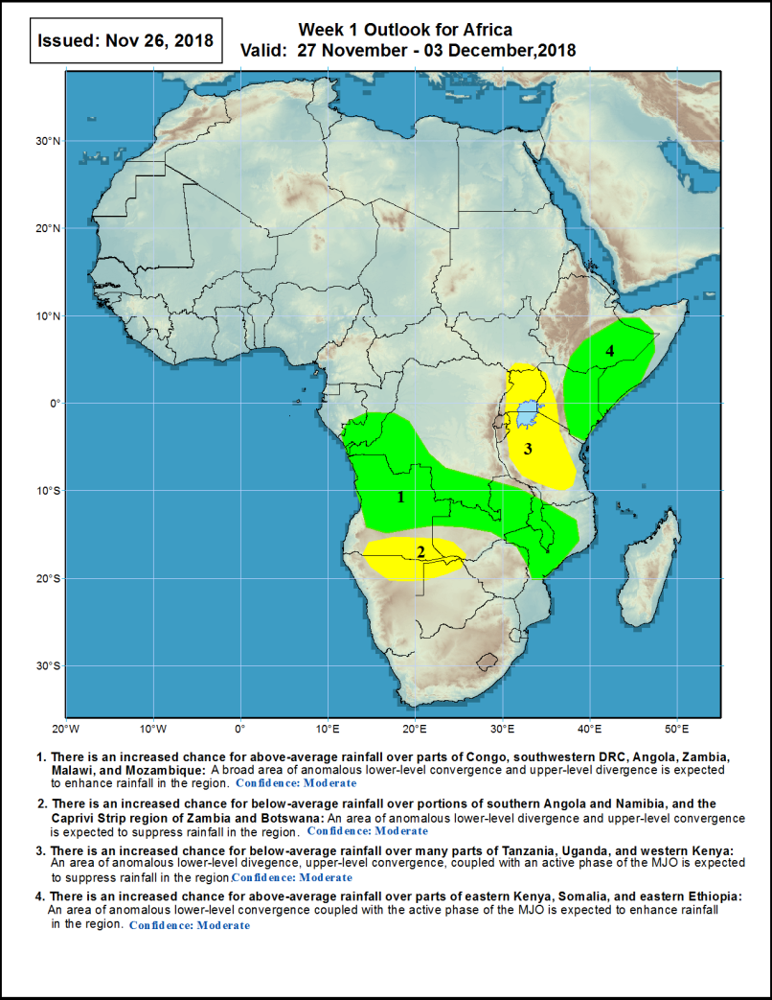 Issued: Nov 26, 2018
Week 1 Outlook for Africa
Valid: 27 November - 03 December,2018
30°N
20°N
10°N
0°
10°S
20°S
30°S
4
3
1
2
20°W
10°W
0°
10°E
20°E
30°E
40°E
50°E
1. There is an increased chance for above-average rainfall over parts of Congo, southwestern DRC, Angola, Zambia,
Malawi, and Mozambique: A broad area of anomalous lower-level convergence and upper-level divergence is expected
to enhance rainfall in the region. Confidence: Moderate
2. There is an increased chance for below-average rainfall over portions of southern Angola and Namibia, and the
Caprivi Strip region of Zambia and Botswana: An area of anomalous lower-level divergence and upper-level convergence
is expected to suppress rainfall in the region. Confidence: Moderate
3. There is an increased chance for below-average rainfall over many parts of Tanzania, Uganda, and western Kenya:
An area of anomalous lower-level divegence, upper-level convergence, coupled with an active phase of the MJO is expected
to suppress rainfall in the region. Confidence: Moderate
4. There is an increased chance for above-average rainfall over parts of eastern Kenya, Somalia, and eastern Ethiopia:
An area of anomalous lower-level convergence coupled with the active phase of the MJO is expected to enhance rainfall
in the region. Confidence: Moderate